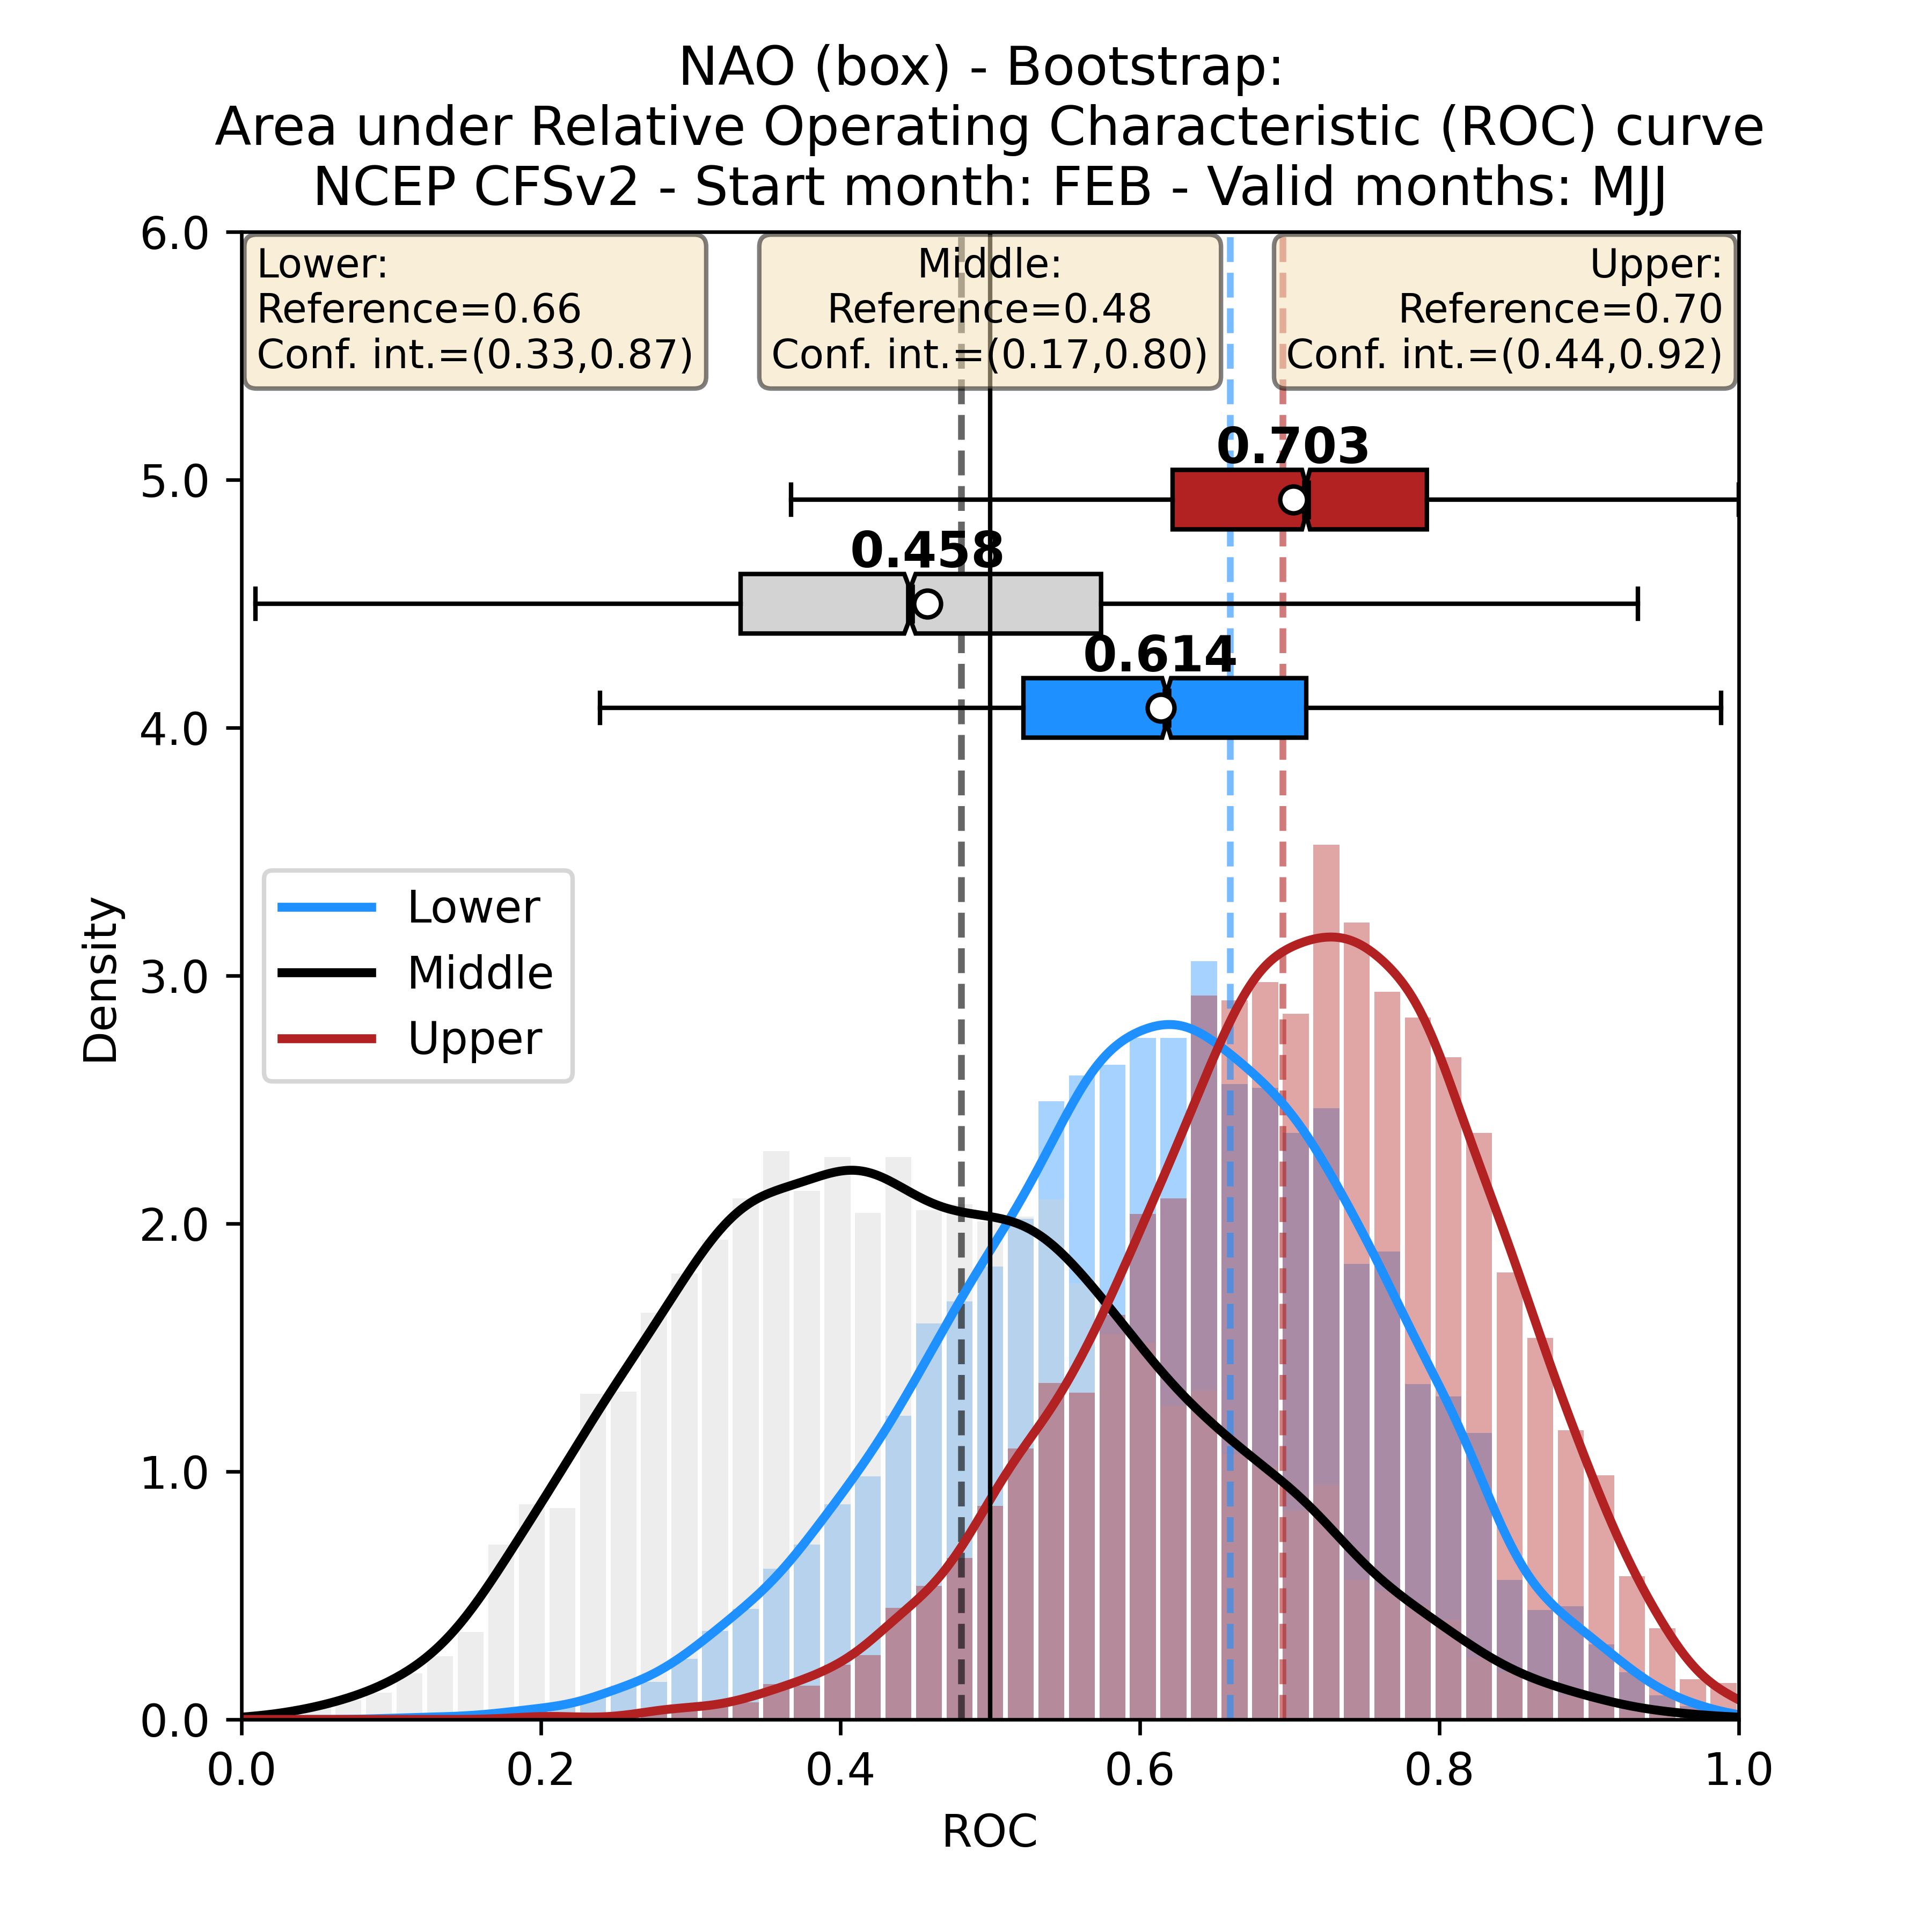 NAO (box) - Bootstrap:
Area under Relative Operating Characteristic (ROC) curve
NCEP CFSv2 - Start month: FEB - Valid months: MJJ
6.0
Lower:
Reference=0.66
Conf. int.=(0.33,0.87)
Middle:
Reference=0.48
Conf. int.=(0.17,0.80)
Upper:
Reference=0.70
Conf. int.=(0.44,0.92)
0.703
5.0
0.458
0.614
4.0
Lower
Middle
Upper
Density
3.0
2.0
1.0
0.0
0.0 0.2 0.4 0.6 0.8 1.0
ROC